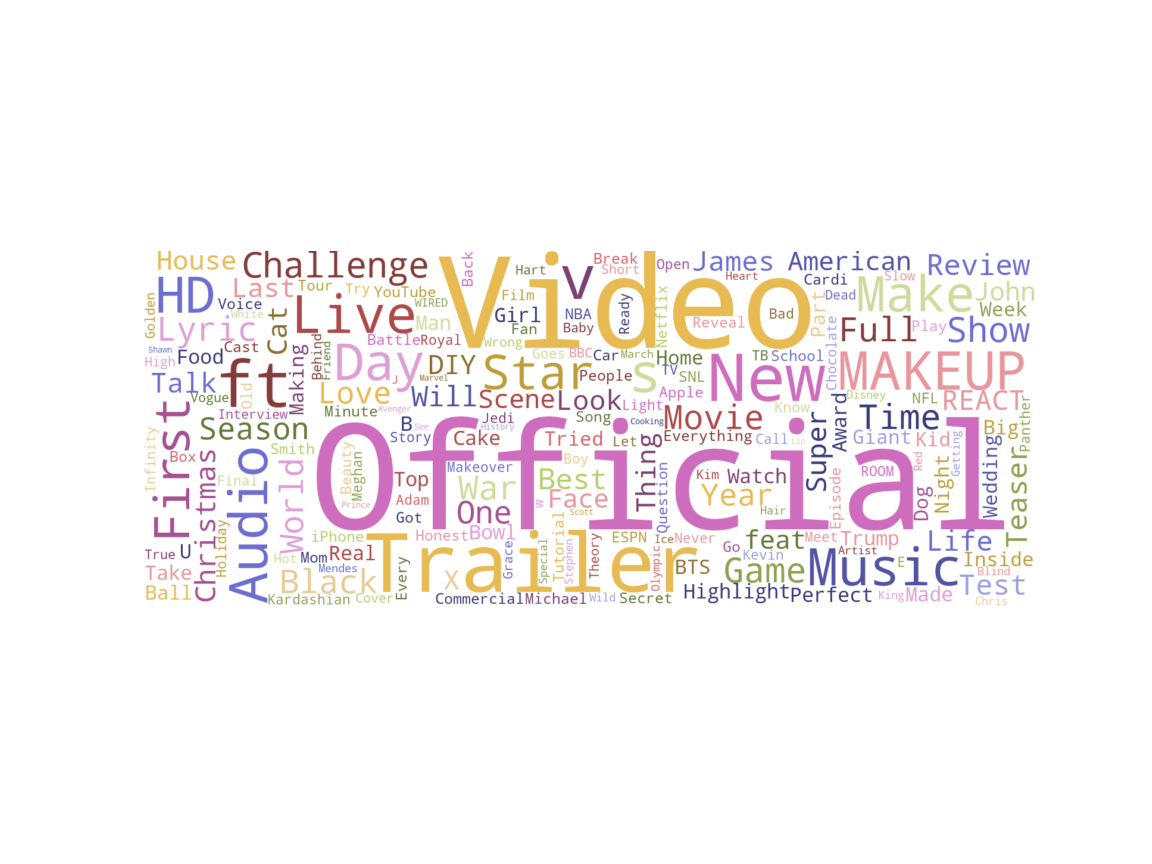 House
Challenge
Video
Back
Hart
V
Break
Short
Open
James
American
Review
Heart
Cardi
Slow
Golden
HD
Voice
White
Last
Tour
Try
YouTube
WIRED
Film
Girl
Fan
NBA
Baby
Ready
Netflix
Reveal
Bad
Part
Dead
Make
John
Week
Lyric
cat
Live
Man
Battle
Royal
Wrong
Full
Play
Show
Shawn
High
Food
Cast
Making
Behind
Friend
Day
DIY
Star
Goes
BBC
Car
March
s
Home
TV
SNL
TB
School
Chocolate
Talk
Vogue
ft
Old
Love
J
Marvel
Will
Scene
Look
People
Light
Apple
New
MAKEUP
Disney
NFL
REACT
Interview
Minute
Avenger
B
See
Jedi
History
Song
Cooking
Movie
Know
Super
Award
Time
Panther
First
Season
Official
Story
Cake
Tried
Let
Thing
Everything
Call
Lip
Giant
Kid
Big
Infinity
Box
Smith
Christmas
Final
Audio
World
Beauty
Meghan
Prince
Top
Adam
Got
Makeover
War
One
w
Boy
Best
Face
Scott
Question
Kim
Watch
Year
Hair
Episode
ROOM
Red
Dog
Night
Getting
Wedding
Teaser
True
U
Holiday
Hot
Mom
Real
iPhone
Trailer
Honest
Bowl
Grace
Special
Tutorial
Stephen
Theory
ESPN
Olympic
Ice
Never
BTS
Go
feat
Kevin
Meet
Artist
Trump
E
Life
Inside
Blind
Take
Ball
Kardashian
Black
Mendes
Cover
Every
X
Commercial
Michael
Wild
Secret
Highlight
Game
Perfect
Music
King
Made
Test
Chris